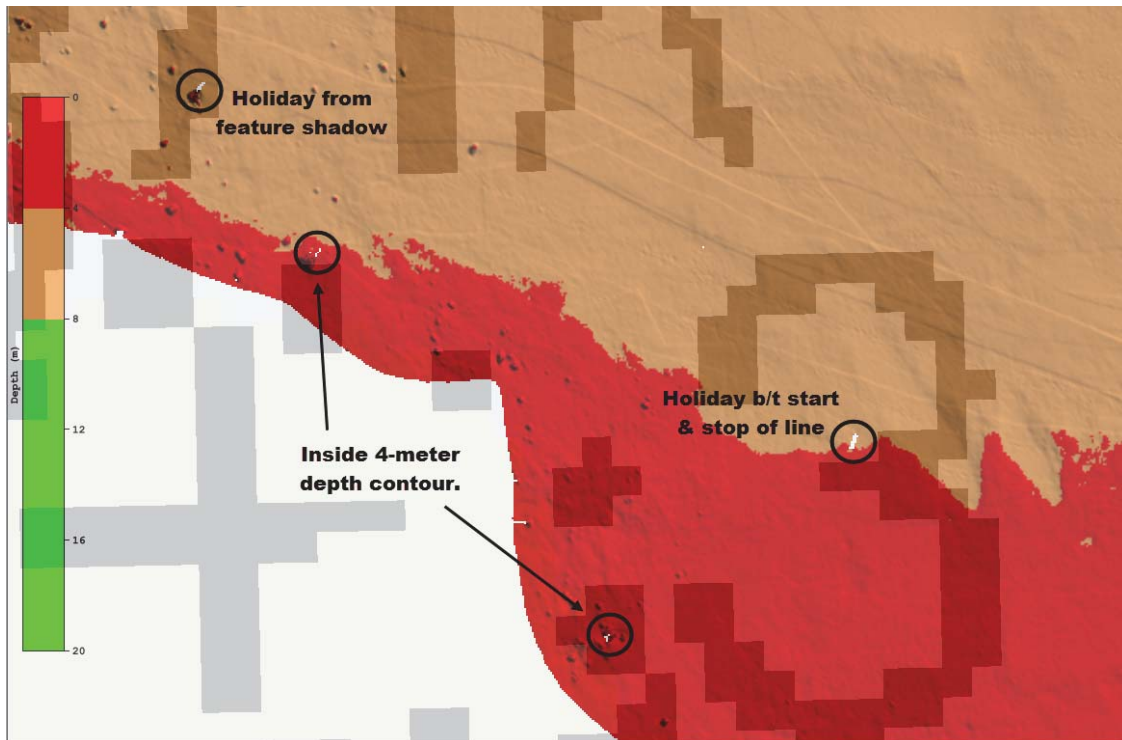 Holiday from
feature shadow
0
4
8
12
16
20
Depth (m)
Holiday b/t start
& stop of line
Inside 4-meter
depth contour.